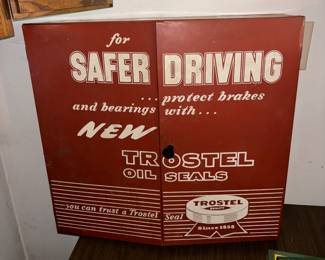 for
SAFER DRIVING
...protect brakes
and bearings with...
NEW
TROSTEL
OIL SEALS
you can trust a Trostel Seal
TROSTEL
Since 1858